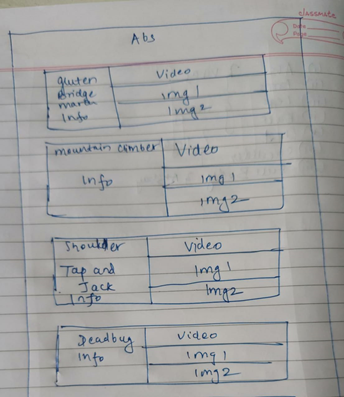 classmate
Date
Page
Abs
gluten
Bridge
march
Info
Video
Img 1
Img 2
mountain comber
Info
Video
Img 1
Img 2
Shoulder
Tap and
Jack
Info
Video
Img 1
Img 2
Deadbug
Info
Video
Img 1
Img 2